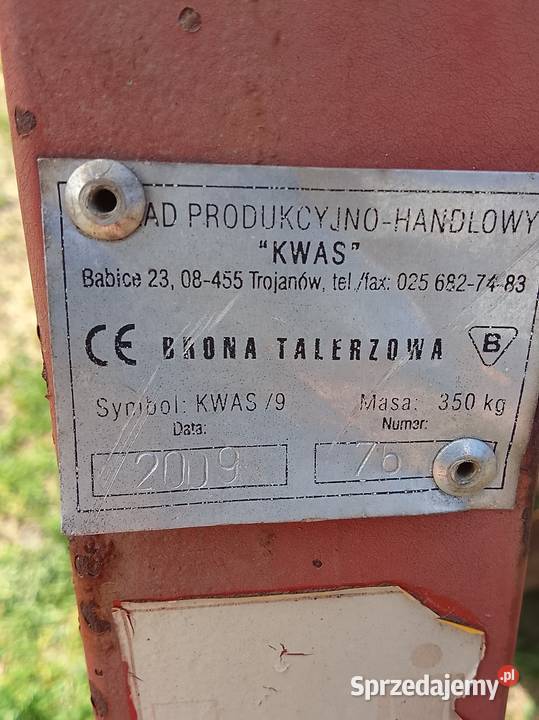 AD PRODUKCYJNO-HANDLOWY
"KWAS"
Babice 23, 08-455 Trojanów, tel./fax: 025 682-74-83
CE BRONA TALERZOWA B
Symbol: KWAS /9 Masa: 350 kg
Data: Numer:
2009 76
Sprzedajemy.pl